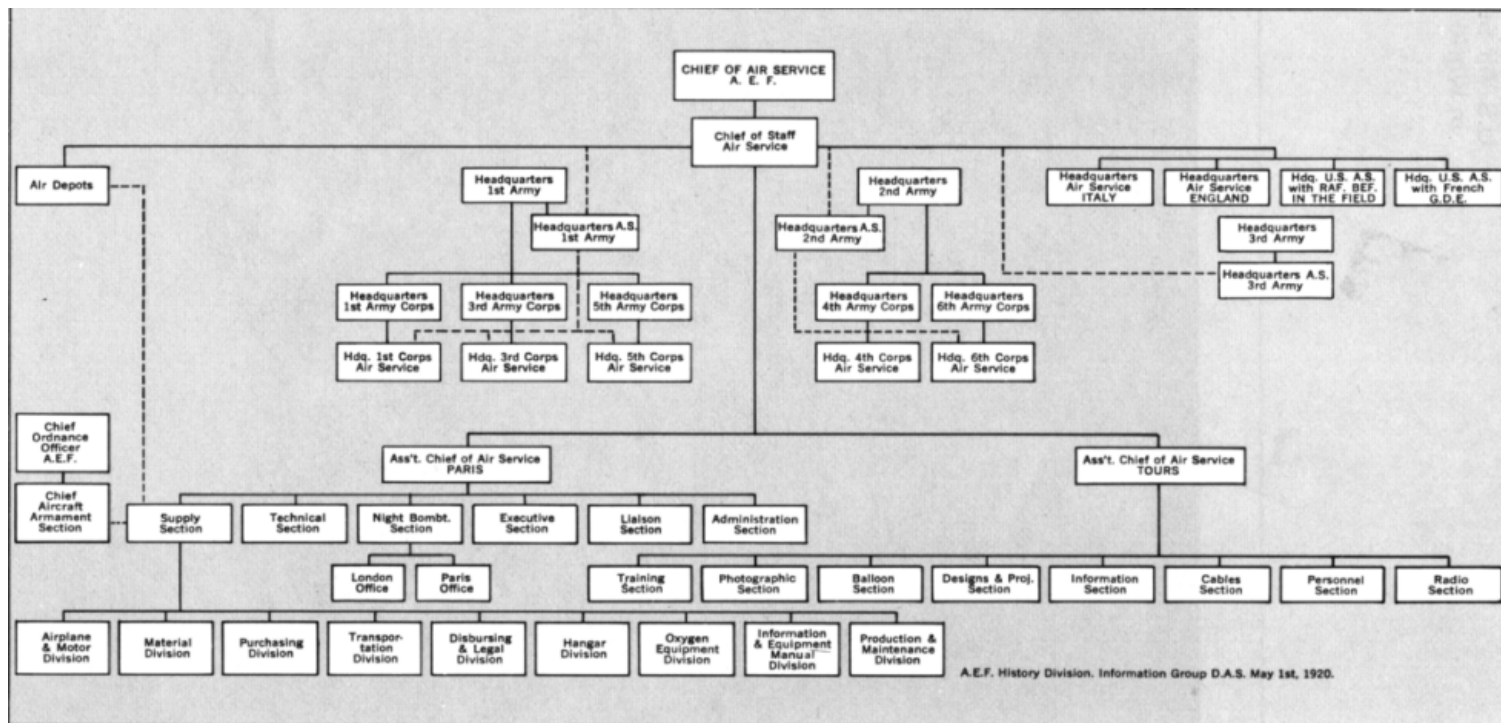 CHIEF OF AIR SERVICE
A. E. F.
Chief of Staff
Air Service
Air Depots
Headquarters
1st Army
Headquarters
2nd Army
Headquarters
Air Service
ITALY
Headquarters
Air Service
ENGLAND
Hdq. U.S. A.S.
with RAF. BEF.
IN THE FIELD
Hdq. U.S. A.S.
with French
G.D.E.
Headquarters A.S.
1st Army
Headquarters A.S.
2nd Army
Headquarters
3rd Army
Headquarters A.S.
3rd Army
Headquarters
1st Army Corps
Headquarters
3rd Army Corps
Headquarters
5th Army Corps
Headquarters
4th Army Corps
Headquarters
6th Army Corps
Hdq. 1st Corps
Air Service
Hdq. 3rd Corps
Air Service
Hdq. 5th Corps
Air Service
Hdq. 4th Corps
Air Service
Hdq. 6th Corps
Air Service
Chief
Ordnance
Officer
A.E.F.
Ass't. Chief of Air Service
PARIS
Ass't. Chief of Air Service
TOURS
Chief
Aircraft
Armament
Section
Supply
Section
Technical
Section
Night Bombt.
Section
Executive
Section
Liaison
Section
Administration
Section
London
Office
Paris
Office
Training
Section
Photographic
Section
Balloon
Section
Designs & Proj.
Section
Information
Section
Cables
Section
Personnel
Section
Radio
Section
Airplane
& Motor
Division
Material
Division
Purchasing
Division
Transpor-
tation
Division
Disbursing
& Legal
Division
Hangar
Division
Oxygen
Equipment
Division
Information
& Equipment
Manual
Division
Production &
Maintenance
Division
A.E.F. History Division. Information Group D.A.S. May 1st, 1920.